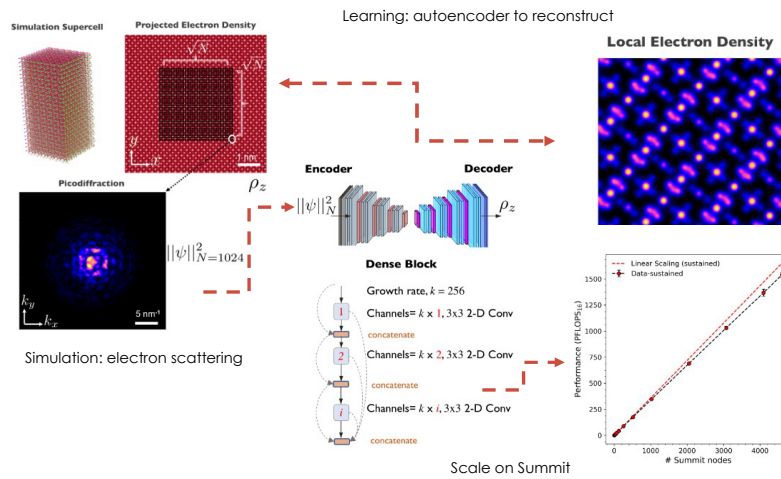 Learning: autoencoder to reconstruct
Simulation Supercell
Projected Electron Density
√N
√N
y
x
1 nm
ρz
Local Electron Density
Picodiffraction
ky
kx
5 nm⁻¹
||ψ||²N=1024
Simulation: electron scattering
Encoder
Decoder
||ψ||²N
ρz
Dense Block
Growth rate, k = 256
1
Channels= k x 1, 3x3 2-D Conv
concatenate
2
Channels= k x 2, 3x3 2-D Conv
concatenate
i
Channels= k x i, 3x3 2-D Conv
concatenate
Linear Scaling (sustained)
Data-sustained
Performance (PFLOPS16)
1500
1250
1000
750
500
250
0
0
1000
2000
3000
4000
# Summit nodes
Scale on Summit